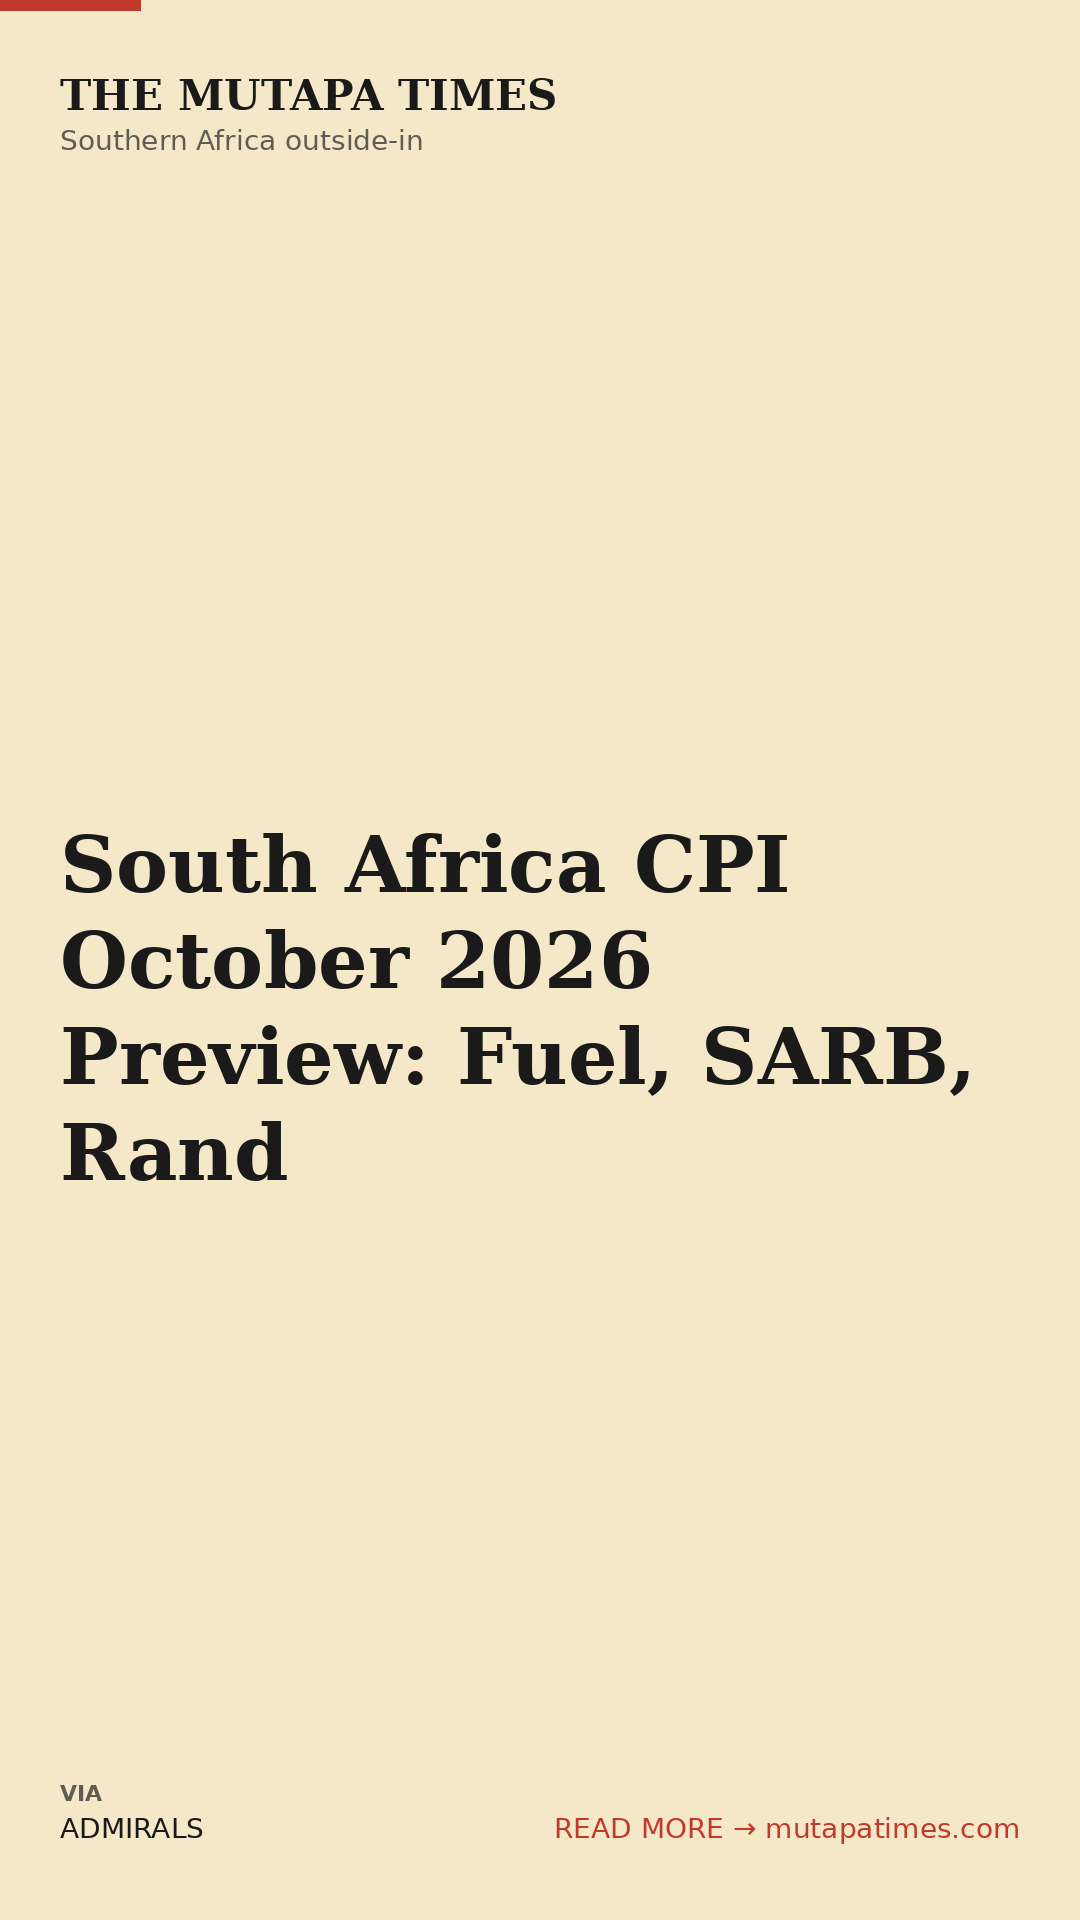 THE MUTAPA TIMES
Southern Africa outside-in
South Africa CPI
October 2026
Preview: Fuel, SARB,
Rand
VIA
ADMIRALS
READ MORE → mutapatimes.com